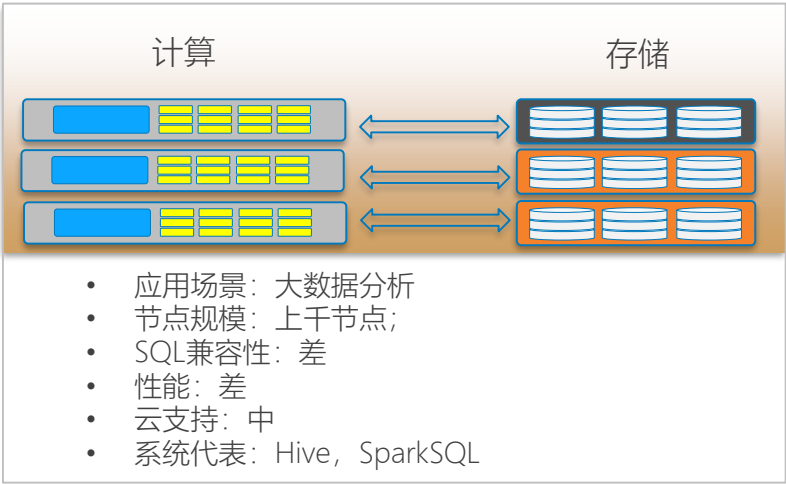 计算
存储
• 应用场景：大数据分析
• 节点规模：上千节点；
• SQL兼容性：差
• 性能：差
• 云支持：中
• 系统代表：Hive，SparkSQL